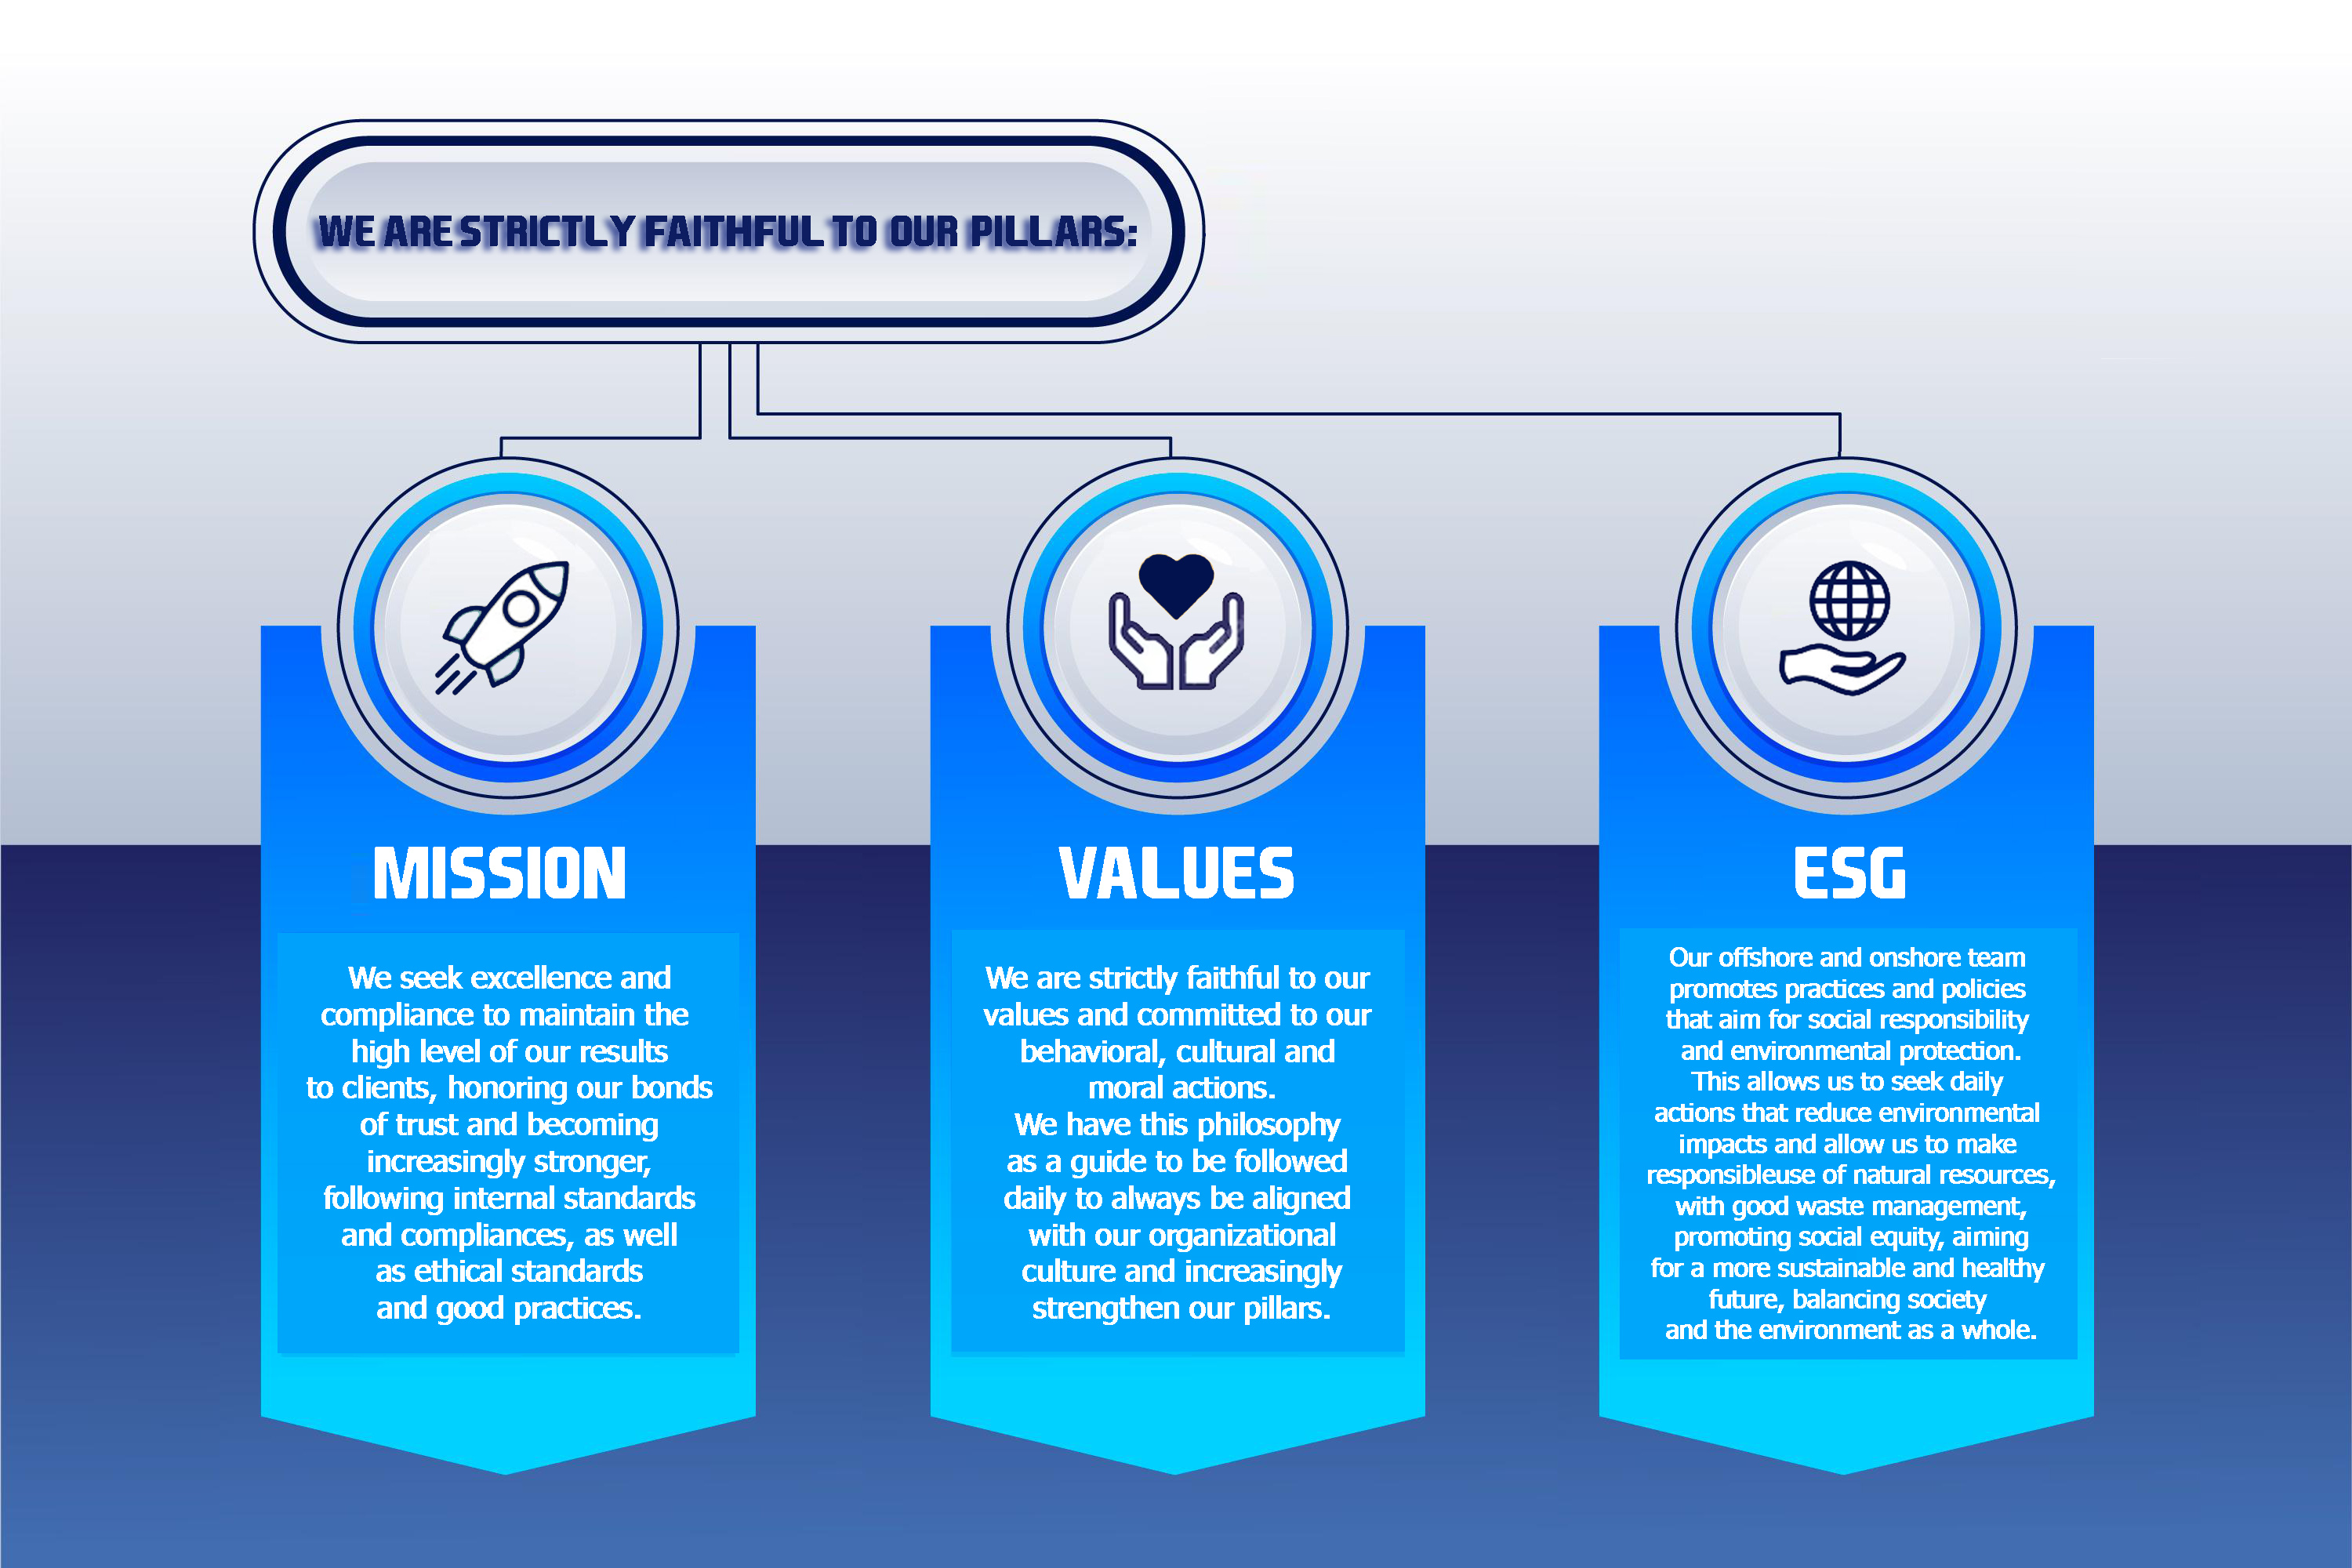 WE ARE STRICTLY FAITHFUL TO OUR PILLARS:
MISSION
We seek excellence and
compliance to maintain the
high level of our results
to clients, honoring our bonds
of trust and becoming
increasingly stronger,
following internal standards
and compliances, as well
as ethical standards
and good practices.
VALUES
We are strictly faithful to our
values and committed to our
behavioral, cultural and
moral actions.
We have this philosophy
as a guide to be followed
daily to always be aligned
with our organizational
culture and increasingly
strengthen our pillars.
ESG
Our offshore and onshore team
promotes practices and policies
that aim for social responsibility
and environmental protection.
This allows us to seek daily
actions that reduce environmental
impacts and allow us to make
responsibleuse of natural resources,
with good waste management,
promoting social equity, aiming
for a more sustainable and healthy
future, balancing society
and the environment as a whole.